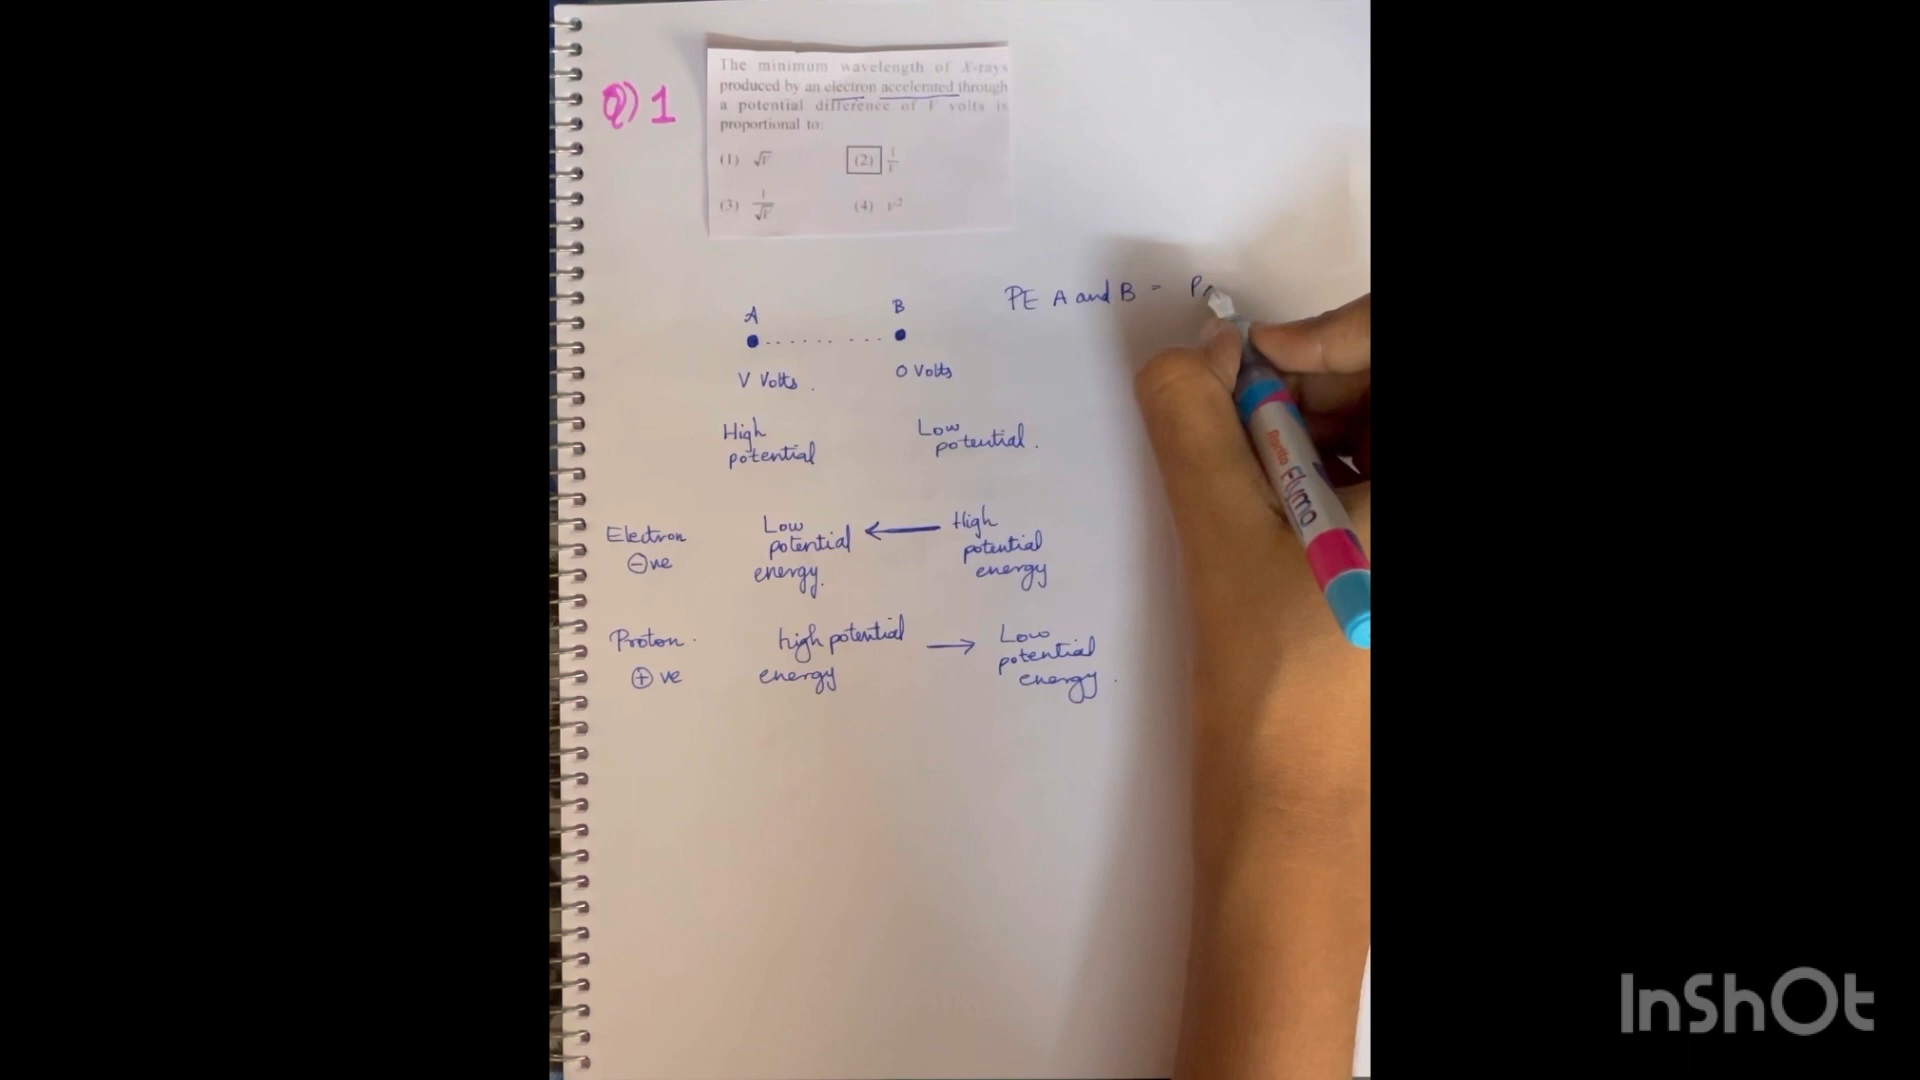 Q) 1
The minimum wavelength of X-rays
produced by an electron accelerated through
a potential difference of V volts is
proportional to:
(1) √V (2) 1/V
(3) 1/√V (4) V²
PE A and B =
A B
V Volts . 0 Volts
High potential Low potential .
Electron ⊖ve Low potential energy. ← High potential energy
Proton . ⊕ ve high potential energy → Low potential energy .
Rorito Flymo
InShOt